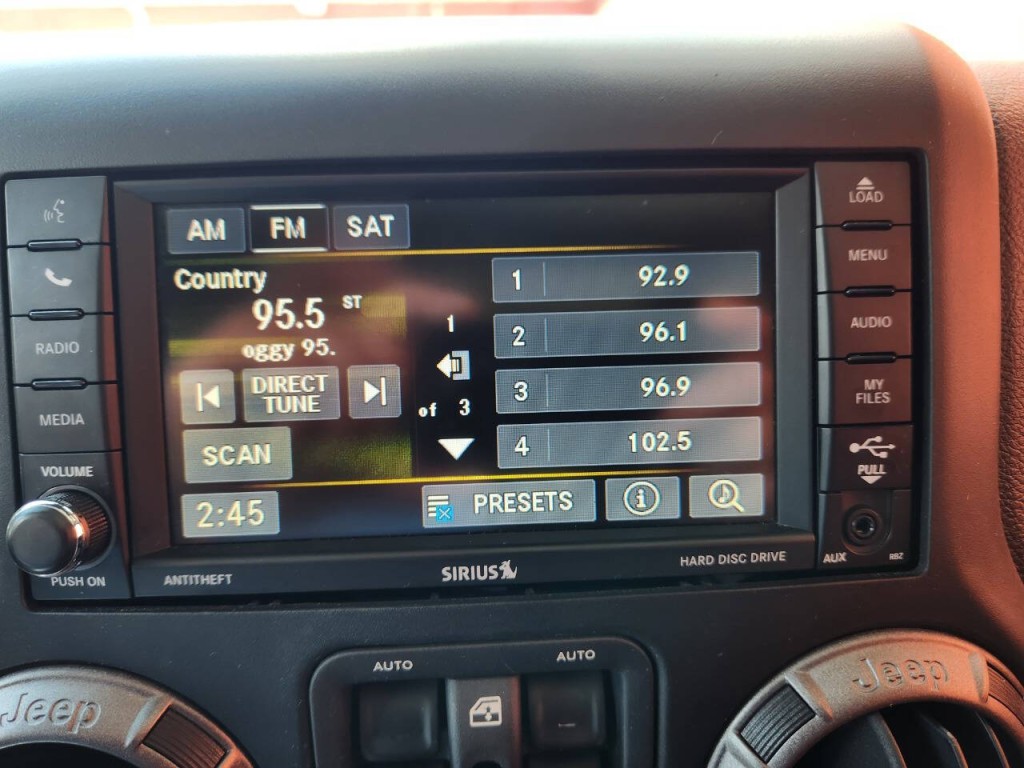 AM FM SAT
Country
95.5 ST
oggy 95.
DIRECT
TUNE
SCAN
2:45
1
of 3
1 92.9
2 96.1
3 96.9
4 102.5
PRESETS
i
RADIO
MEDIA
VOLUME
PUSH ON
LOAD
MENU
AUDIO
MY
FILES
PULL
AUX RBZ
ANTITHEFT SIRIUS HARD DISC DRIVE
AUTO AUTO
Jeep Jeep